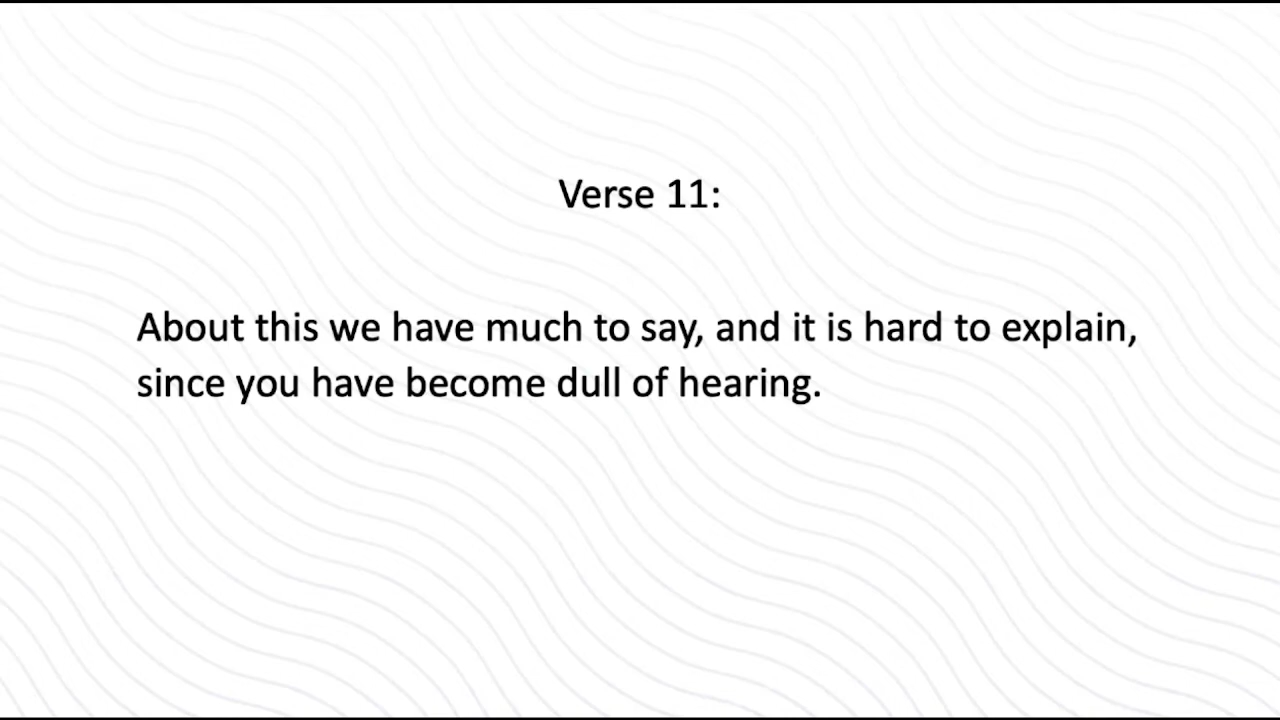 Verse 11:
About this we have much to say, and it is hard to explain,
since you have become dull of hearing.